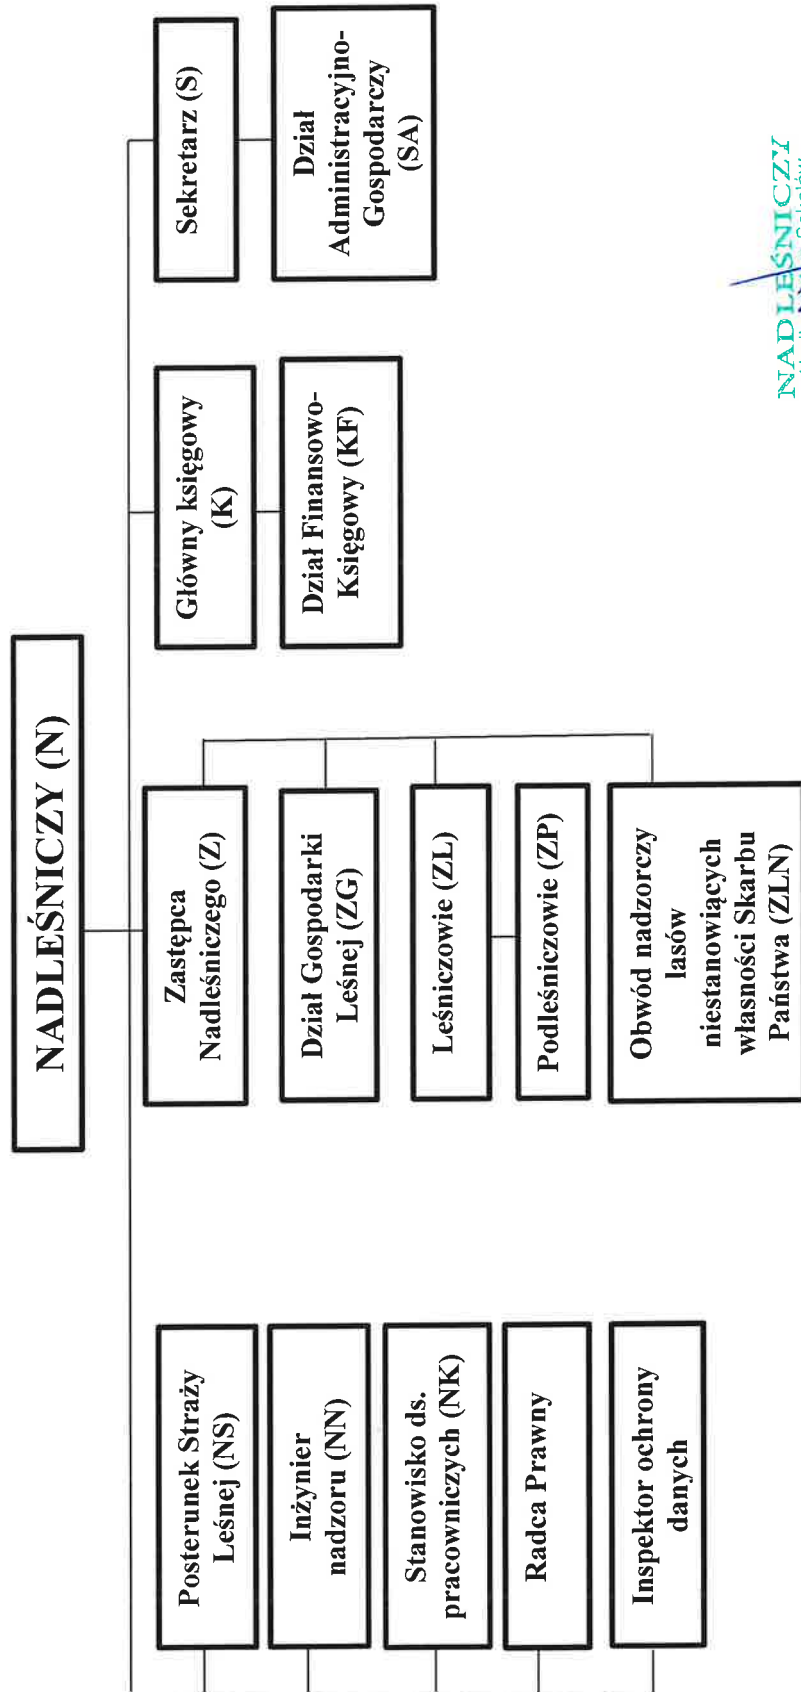 NADLEŚNICZY (N)
Posterunek Straży
Leśnej (NS)
Inżynier
nadzoru (NN)
Stanowisko ds.
pracowniczych (NK)
Radca Prawny
Inspektor ochrony
danych
Zastępca
Nadleśniczego (Z)
Dział Gospodarki
Leśnej (ZG)
Leśniczowie (ZL)
Podleśniczowie (ZP)
Obwód nadzorczy
lasów
niestanowiących
własności Skarbu
Państwa (ZLN)
Główny księgowy
(K)
Dział Finansowo-
Księgowy (KF)
Sekretarz (S)
Dział
Administracyjno-
Gospodarczy
(SA)
NADLEŚNICZY